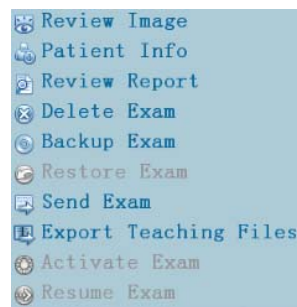 Review Image
Patient Info
Review Report
Delete Exam
Backup Exam
Restore Exam
Send Exam
Export Teaching Files
Activate Exam
Resume Exam